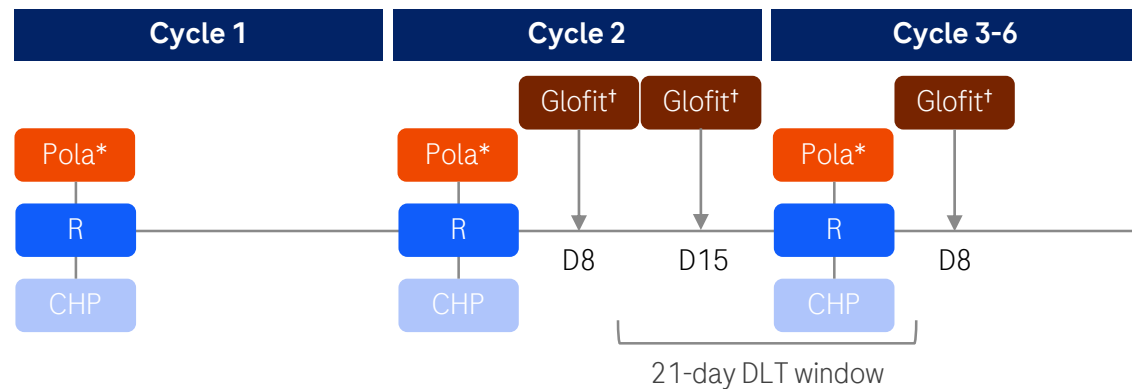 Cycle 1
Cycle 2
Cycle 3-6
Glofit†
Glofit†
Glofit†
Pola*
Pola*
Pola*
R
R
R
D8
D15
D8
CHP
CHP
CHP
21-day DLT window